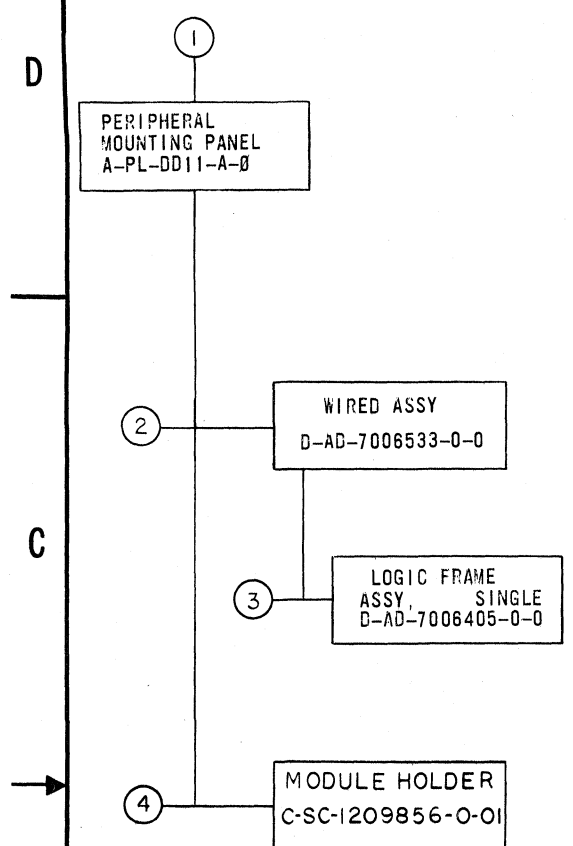 1
D
PERIPHERAL
MOUNTING PANEL
A-PL-DD11-A-Ø
WIRED ASSY
2
D-AD-7006533-0-0
C
LOGIC FRAME
3
ASSY, SINGLE
D-AD-7006405-0-0
MODULE HOLDER
4
C-SC-1209856-0-01